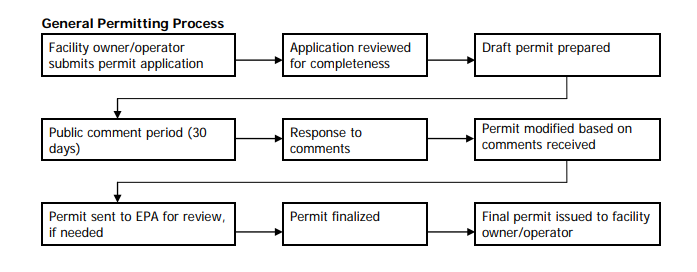 General Permitting Process
Facility owner/operator
submits permit application
Application reviewed
for completeness
Draft permit prepared
Public comment period (30
days)
Response to
comments
Permit modified based on
comments received
Permit sent to EPA for review,
if needed
Permit finalized
Final permit issued to facility
owner/operator